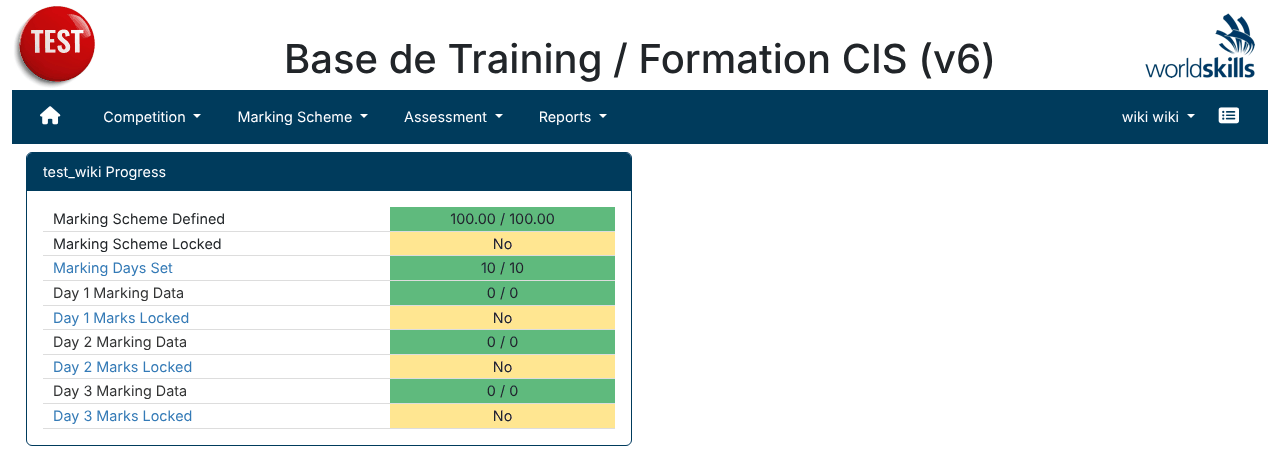 TEST
Base de Training / Formation CIS (v6)
worldskills
Competition Marking Scheme Assessment Reports wiki wiki
test_wiki Progress
Marking Scheme Defined 100.00 / 100.00
Marking Scheme Locked No
Marking Days Set 10 / 10
Day 1 Marking Data 0 / 0
Day 1 Marks Locked No
Day 2 Marking Data 0 / 0
Day 2 Marks Locked No
Day 3 Marking Data 0 / 0
Day 3 Marks Locked No